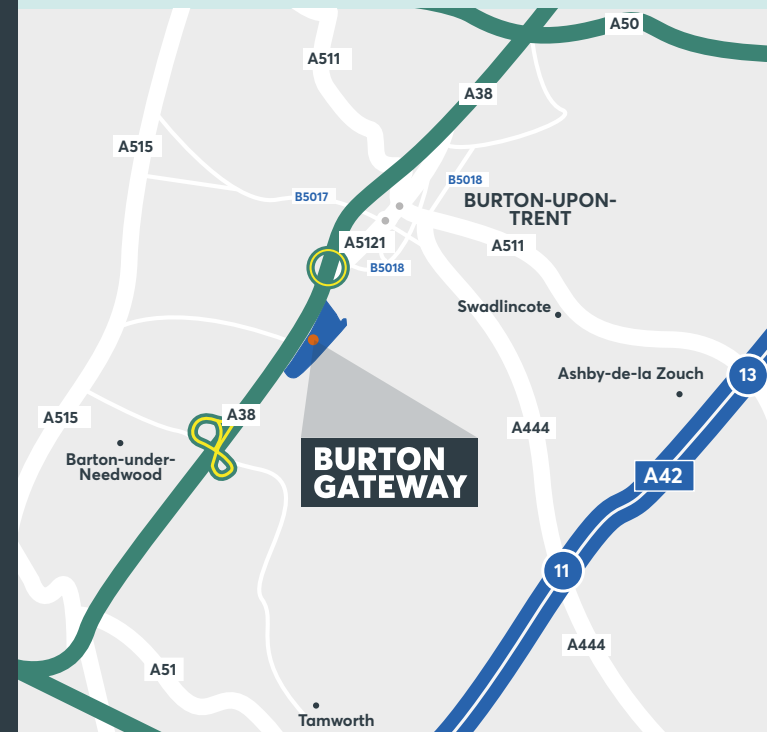 A50
A511
A38
A515
B5018
B5017
BURTON-UPON-
TRENT
A5121
A511
B5018
Swadlincote
Ashby-de-la Zouch
13
A38
A515
A444
Barton-under-
Needwood
BURTON
GATEWAY
A42
11
A444
A51
Tamworth